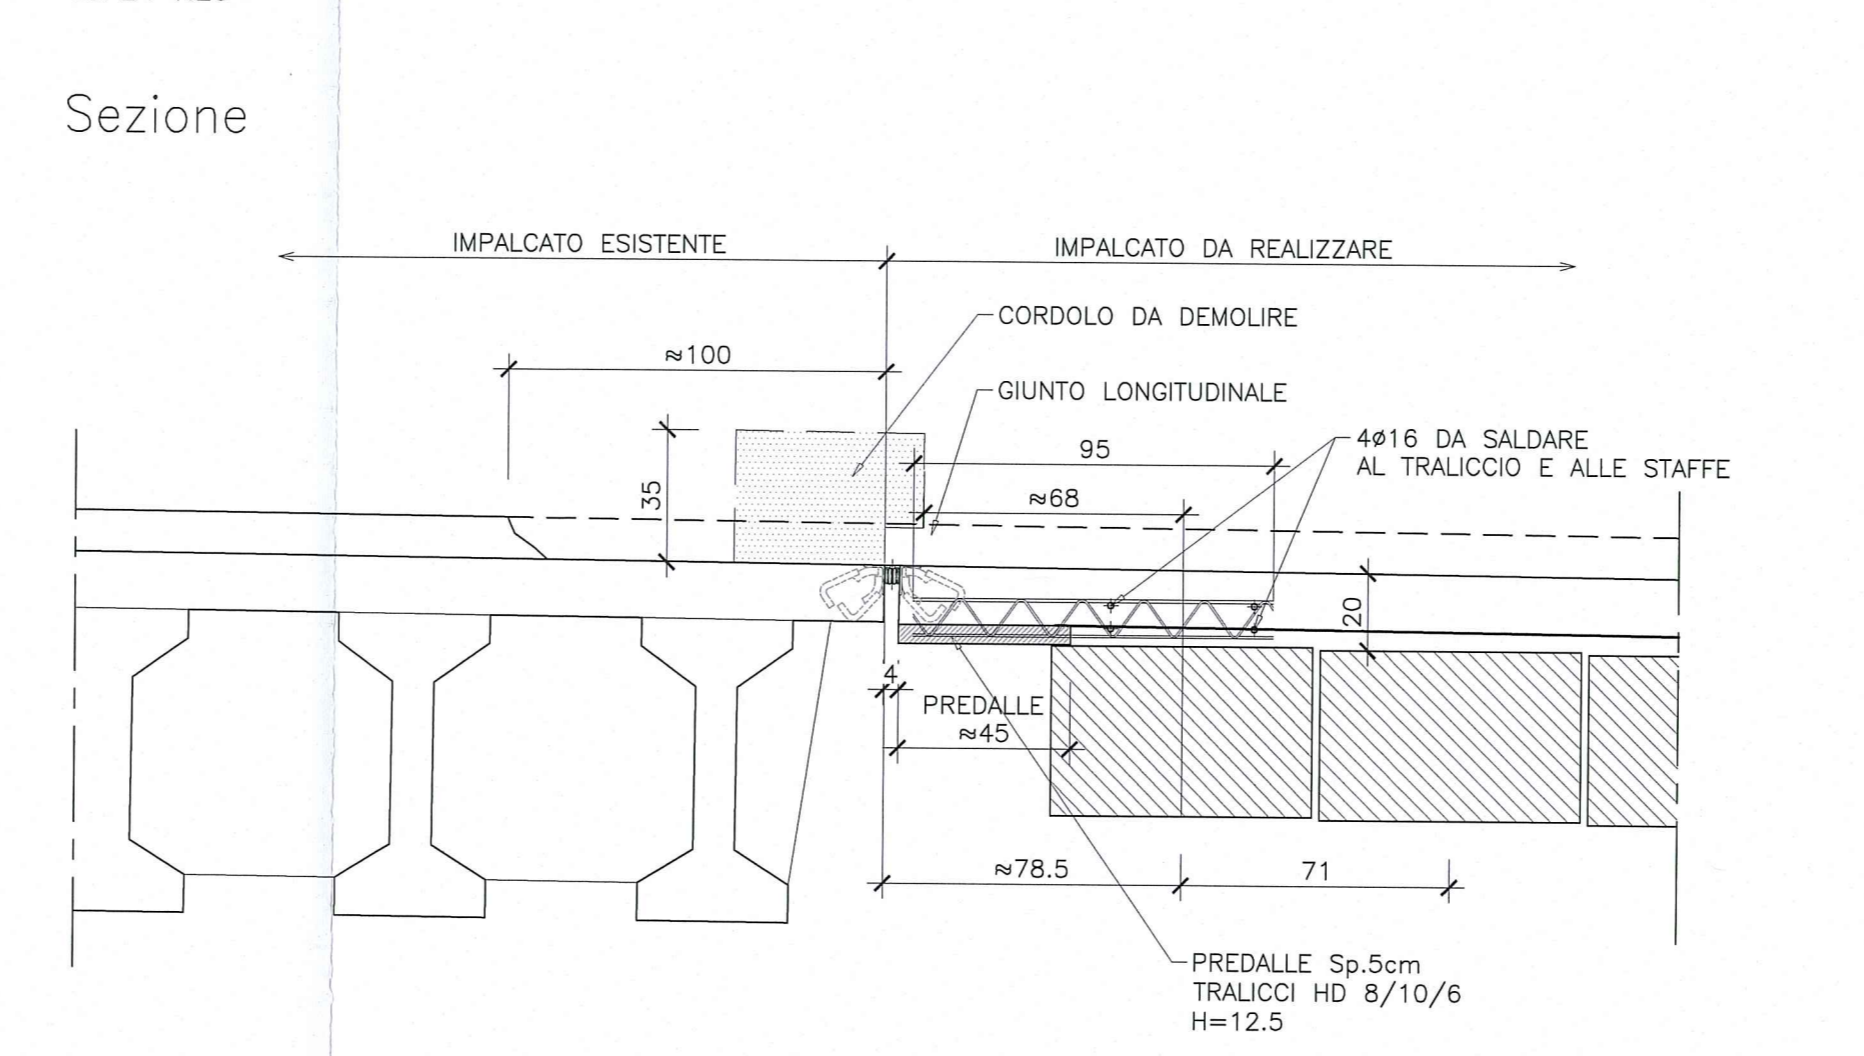 Sezione
IMPALCATO ESISTENTE
IMPALCATO DA REALIZZARE
CORDOLO DA DEMOLIRE
≈100
GIUNTO LONGITUDINALE
4ø16 DA SALDARE
AL TRALICCIO E ALLE STAFFE
95
35
≈68
20
4
PREDALLE
≈45
≈78.5
71
PREDALLE Sp.5cm
TRALICCI HD 8/10/6
H=12.5